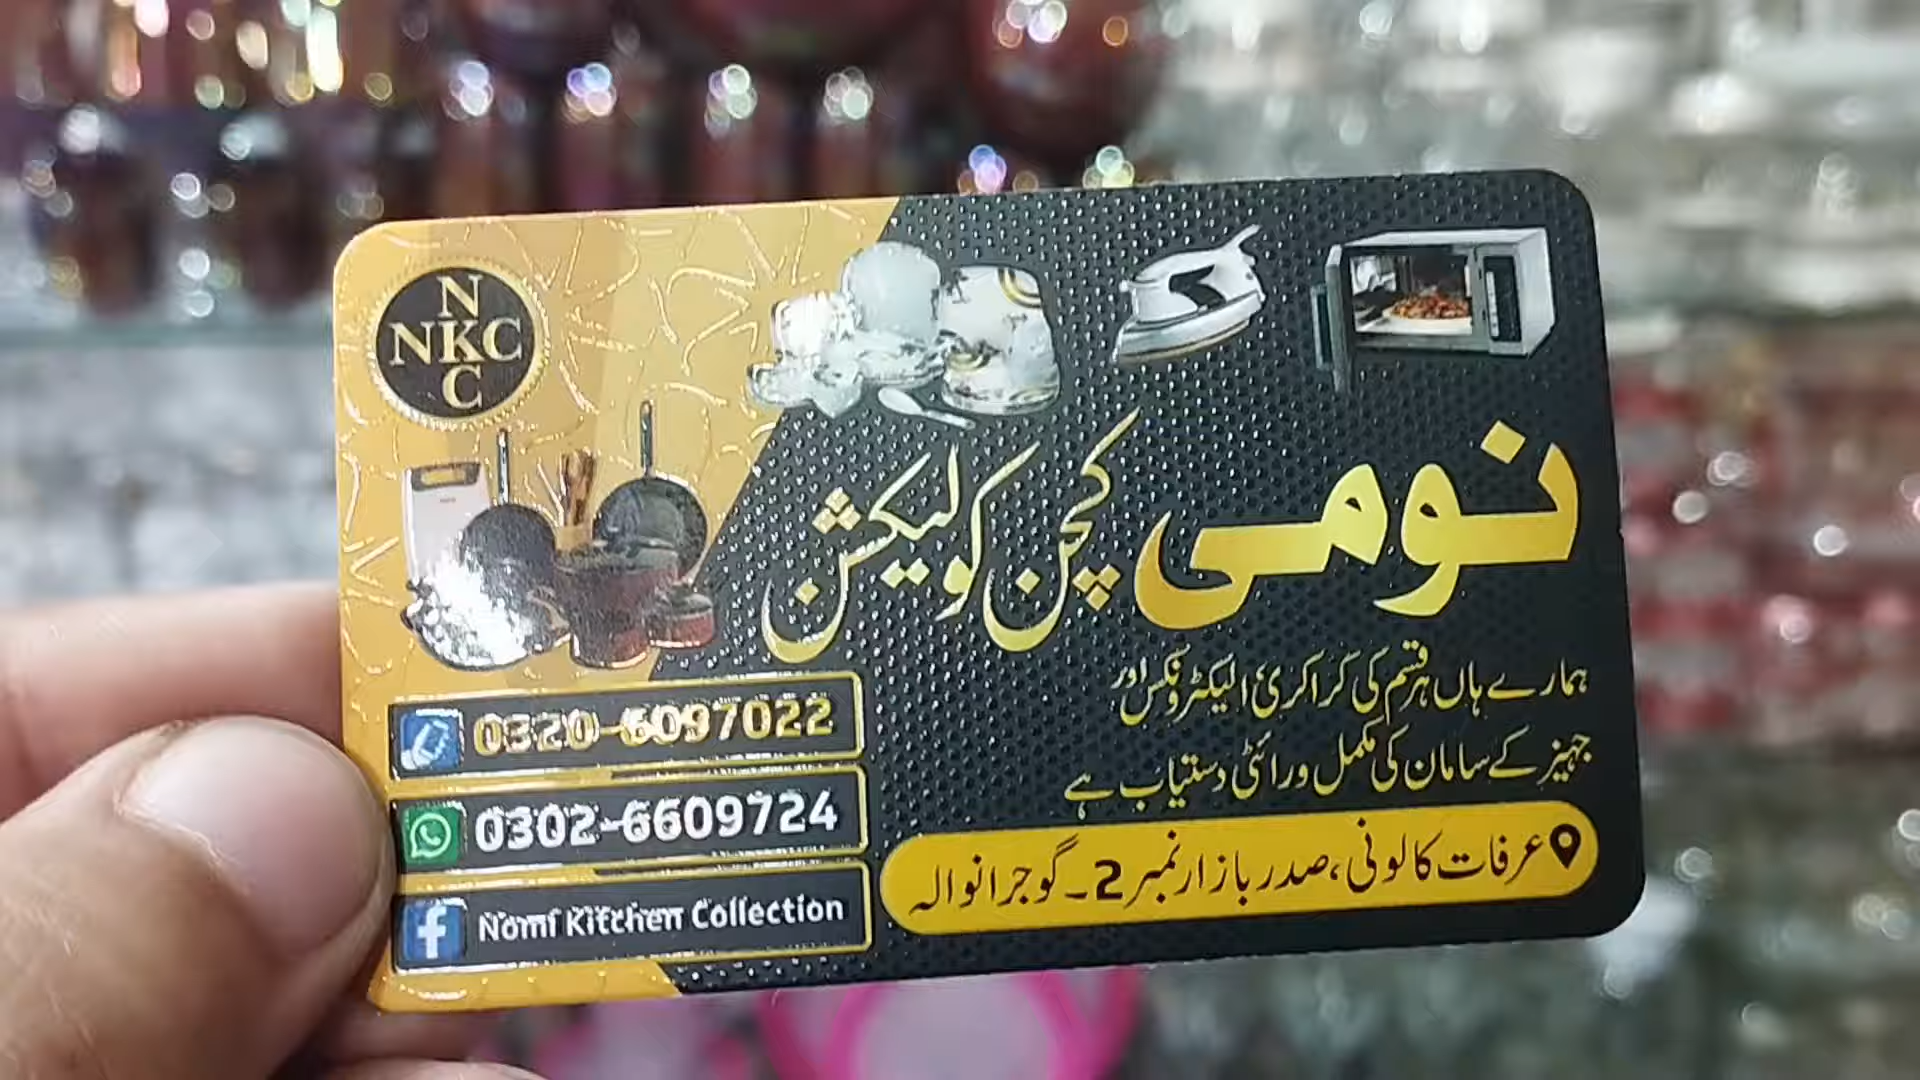 N
NKC
C
نومی کچن کولیکشن
ہمارے ہاں ہر قسم کی کراکری الیکٹرونکس اور
جہیز کے سامان کی مکمل ورائٹی دستیاب ہے
عرفات کالونی، صدر بازار نمبر 2۔ گوجرانوالہ
0320-6097022
0302-6609724
Nomi Kitchen Collection